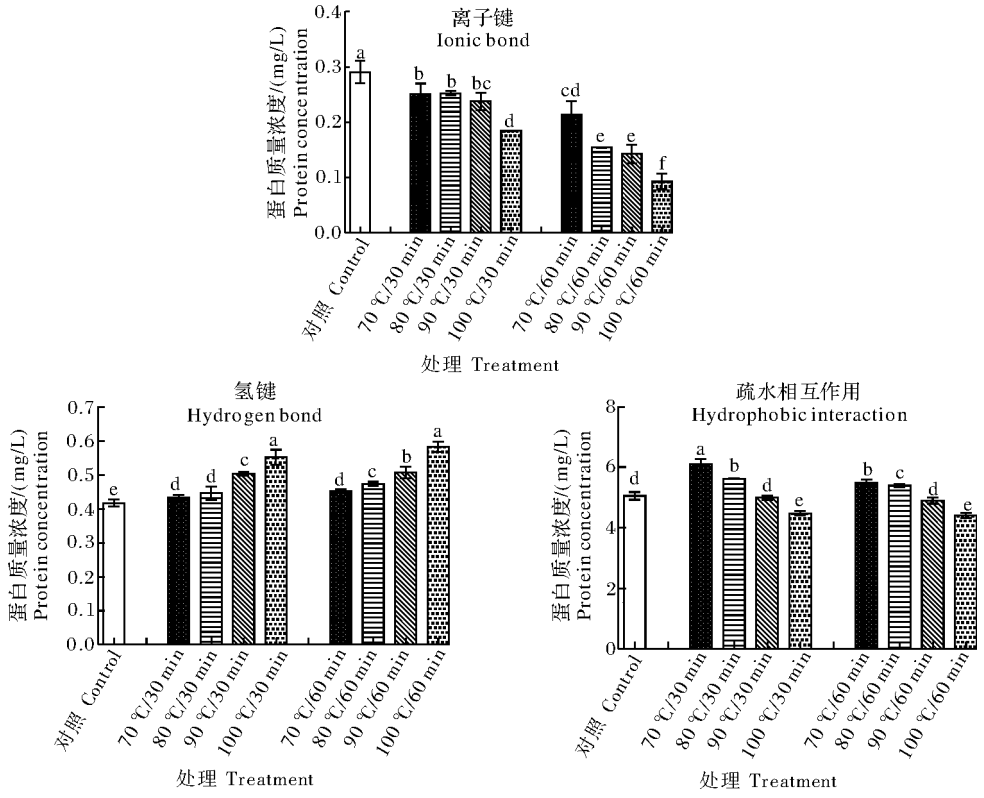 离子键
Ionic bond
蛋白质量浓度/(mg/L)
Protein concentration
0.4
0.3
0.2
0.1
0.0
a
b
b
bc
d
cd
e
e
f
对照 Control
70 ℃/30 min
80 ℃/30 min
90 ℃/30 min
100 ℃/30 min
70 ℃/60 min
80 ℃/60 min
90 ℃/60 min
100 ℃/60 min
处理 Treatment
氢键
Hydrogen bond
蛋白质量浓度/(mg/L)
Protein concentration
0.7
0.6
0.5
0.4
0.3
0.2
0.1
0.0
e
d
d
c
a
d
c
b
a
对照 Control
70 ℃/30 min
80 ℃/30 min
90 ℃/30 min
100 ℃/30 min
70 ℃/60 min
80 ℃/60 min
90 ℃/60 min
100 ℃/60 min
处理 Treatment
疏水相互作用
Hydrophobic interaction
蛋白质量浓度/(mg/L)
Protein concentration
8
6
4
2
0
d
a
b
d
e
b
c
d
e
对照 Control
70 ℃/30 min
80 ℃/30 min
90 ℃/30 min
100 ℃/30 min
70 ℃/60 min
80 ℃/60 min
90 ℃/60 min
100 ℃/60 min
处理 Treatment